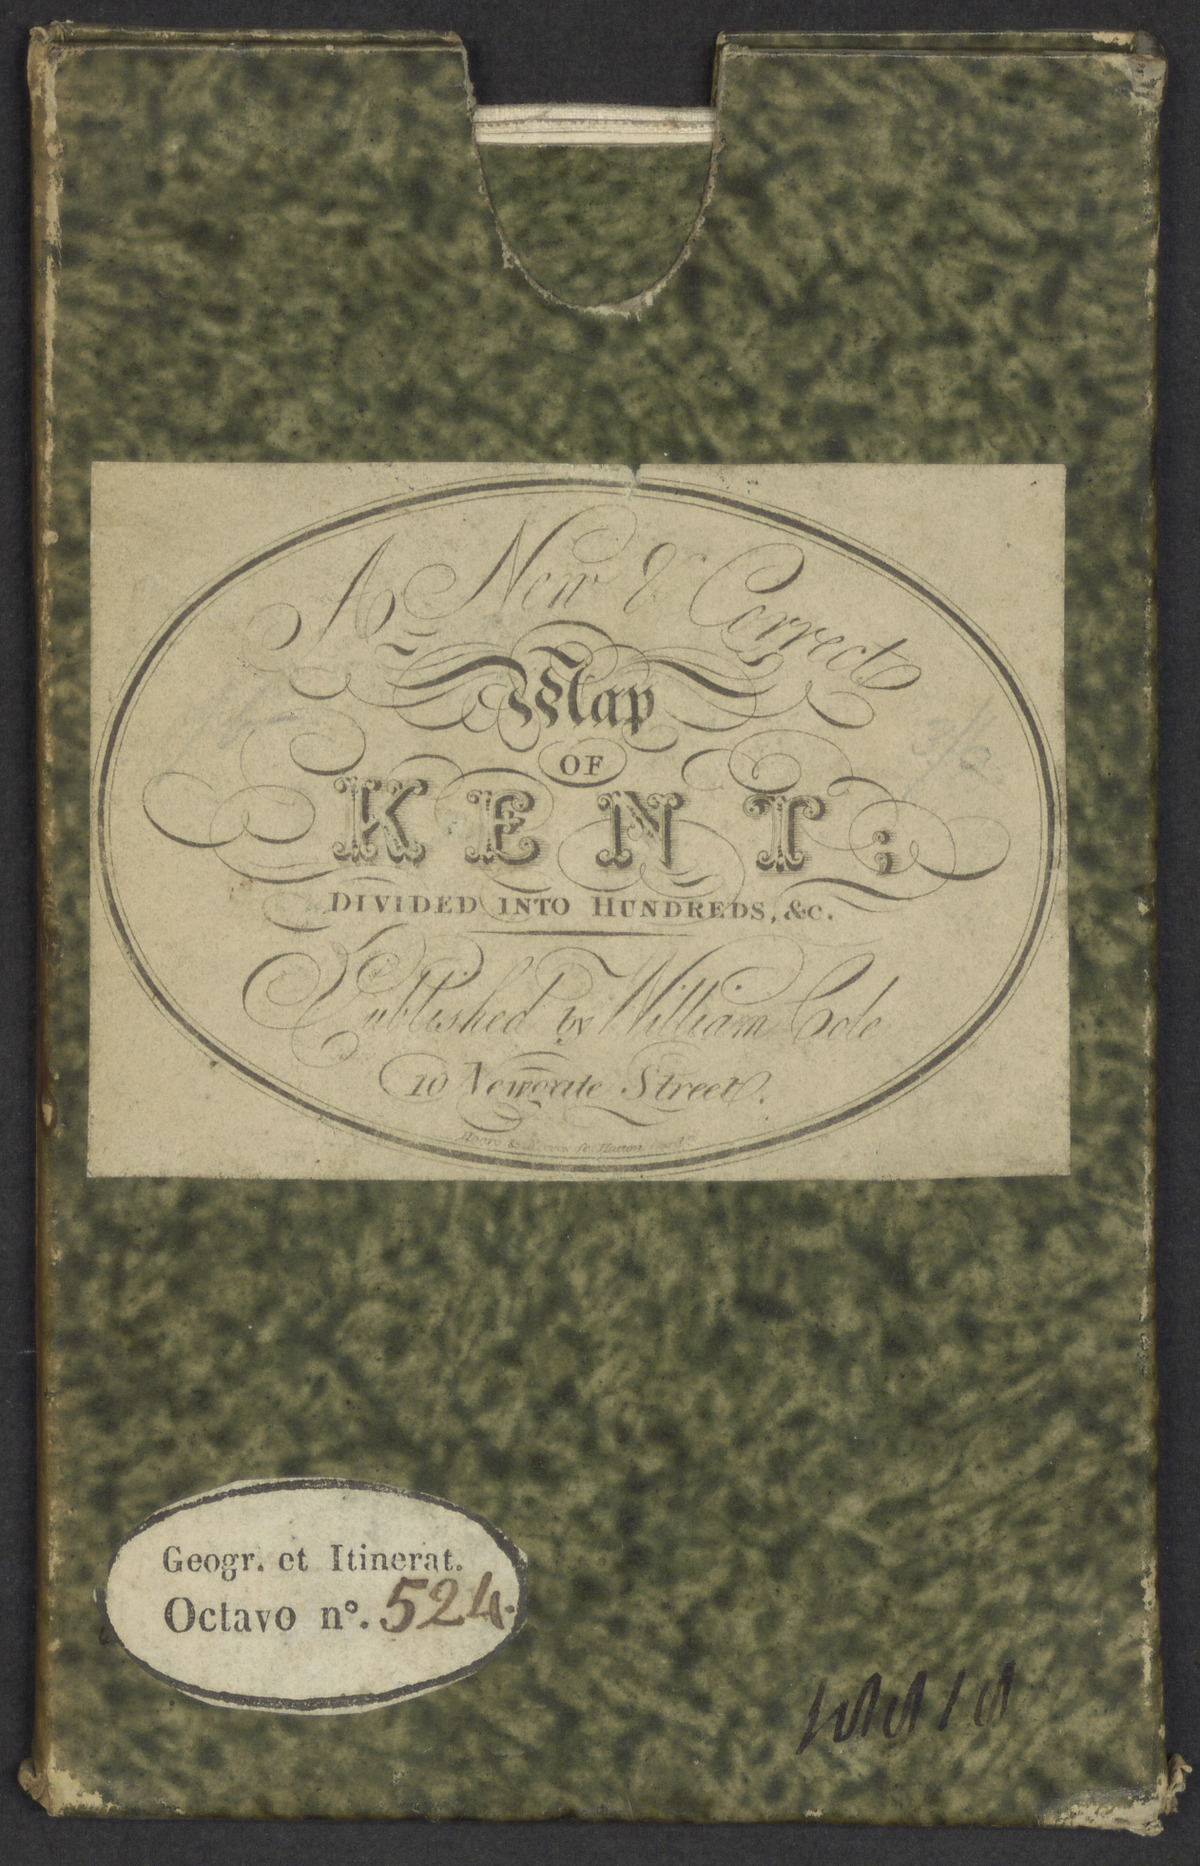 A New & Correct
Map
OF
KENT;
DIVIDED INTO HUNDREDS, &c.
Published by William Cole
10 Newgate Street.
Geogr. et Itinerat.
Octavo nº. 524.